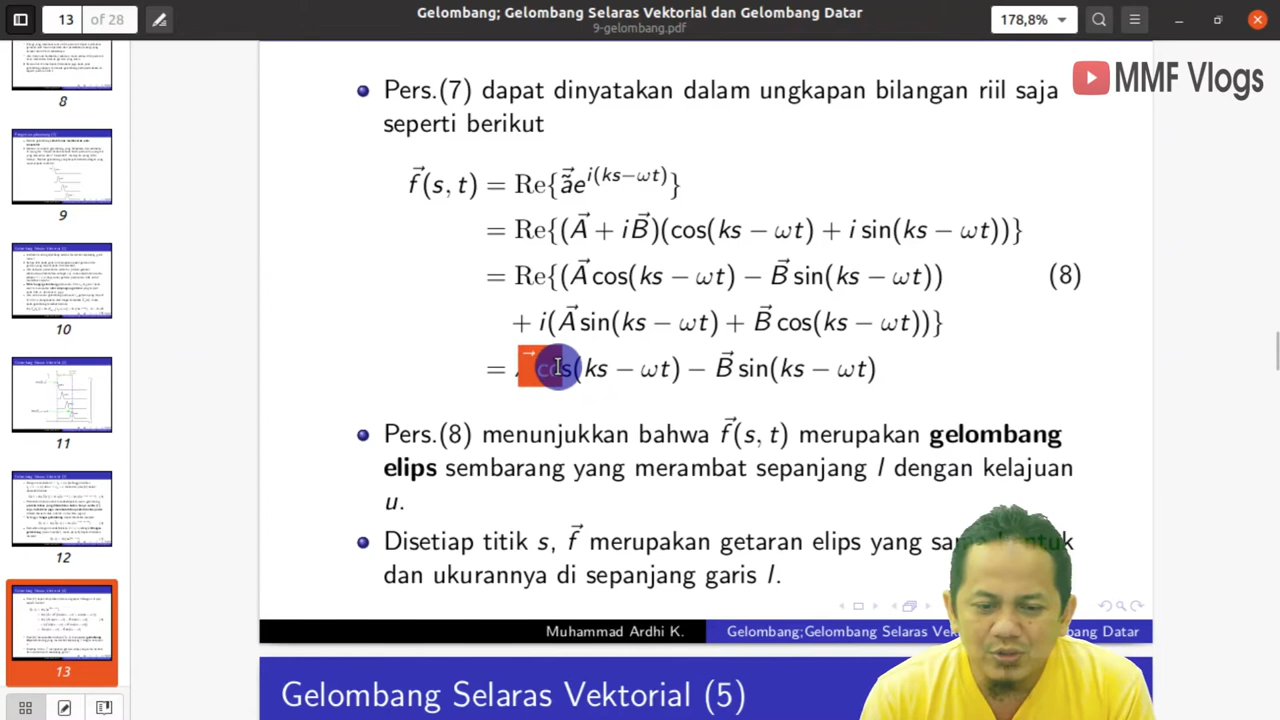 13 of 28
Gelombang; Gelombang Selaras Vektorial dan Gelombang Datar
9-gelombang.pdf
178,8%
MMF Vlogs
Pers.(7) dapat dinyatakan dalam ungkapan bilangan riil saja
seperti berikut
f⃗(s, t) = Re{ã⃗e^{i(ks−ωt)}}
= Re{(A⃗ + iB⃗)(cos(ks − ωt) + i sin(ks − ωt))}
= Re{(A⃗ cos(ks − ωt) − B⃗ sin(ks − ωt)) (8)
+ i(A⃗ sin(ks − ωt) + B⃗ cos(ks − ωt))}
= A⃗ cos(ks − ωt) − B⃗ sin(ks − ωt)
Pers.(8) menunjukkan bahwa f⃗(s, t) merupakan gelombang
elips sembarang yang merambat sepanjang l dengan kelajuan
u.
Disetiap titik s, f⃗ merupakan getaran elips yang sama bentuk
dan ukurannya di sepanjang garis l.
Muhammad Ardhi K.
Gelombang;Gelombang Selaras Vekt
mbang Datar
Gelombang Selaras Vektorial (5)
8
9
10
11
12
13